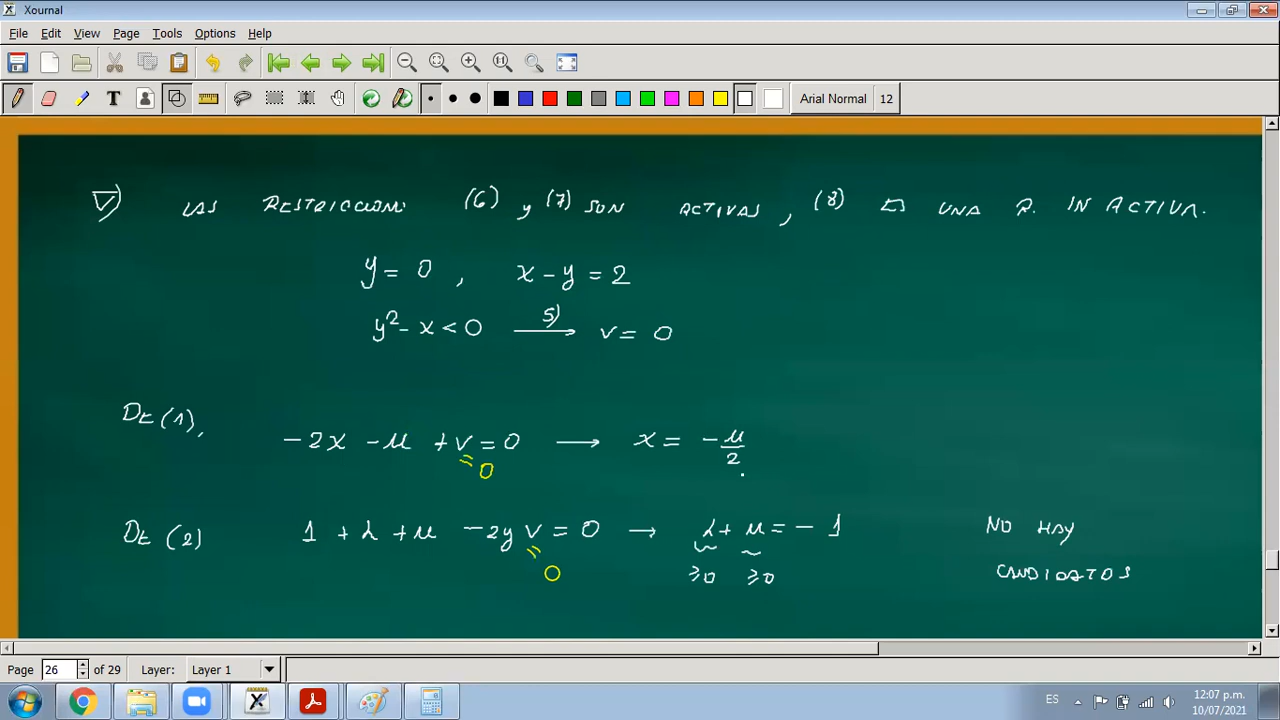 Xournal
File Edit View Page Tools Options Help
Arial Normal 12
V) LAS RESTRICCIONE (6) y (7) SON ACTIVAS, (8) ES UNA R. INACTIVA.
y = 0 , x - y = 2
y² - x < 0 5)→ v = 0
DE (1), -2x - μ + v = 0 → x = -μ/2
= 0
DE (2) 1 + λ + μ - 2y v = 0 → λ + μ = -1 NO HAY
= 0 ≥0 ≥0 CANDIDATOS
Page 26 of 29 Layer: Layer 1
ES 12:07 p.m.
10/07/2021